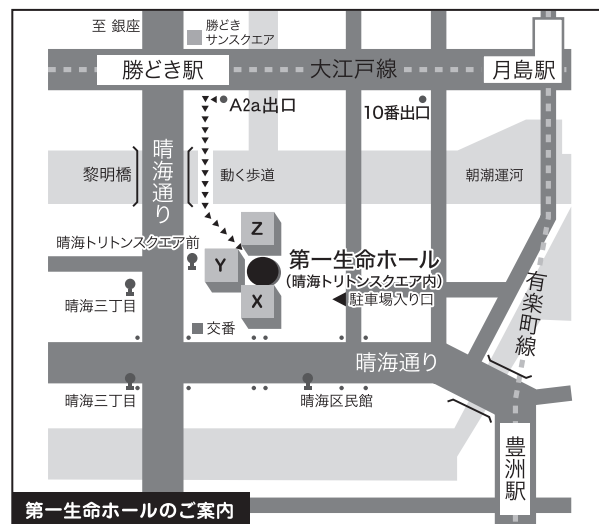 至 銀座
勝どき
サンスクエア
勝どき駅
大江戸線
月島駅
A2a出口
10番出口
黎明橋
晴海通り
動く歩道
朝潮運河
晴海トリトンスクエア前
Z
Y
X
第一生命ホール
(晴海トリトンスクエア内)
駐車場入り口
晴海三丁目
交番
有楽町線
晴海通り
晴海三丁目
晴海区民館
豊洲駅
第一生命ホールのご案内